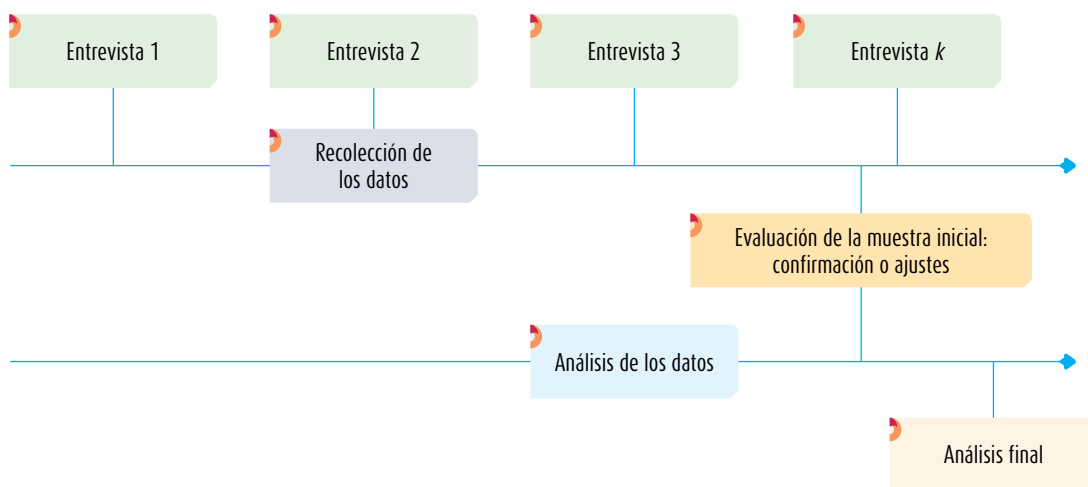 Entrevista 1
Entrevista 2
Entrevista 3
Entrevista k
Recolección de
los datos
Evaluación de la muestra inicial:
confirmación o ajustes
Análisis de los datos
Análisis final